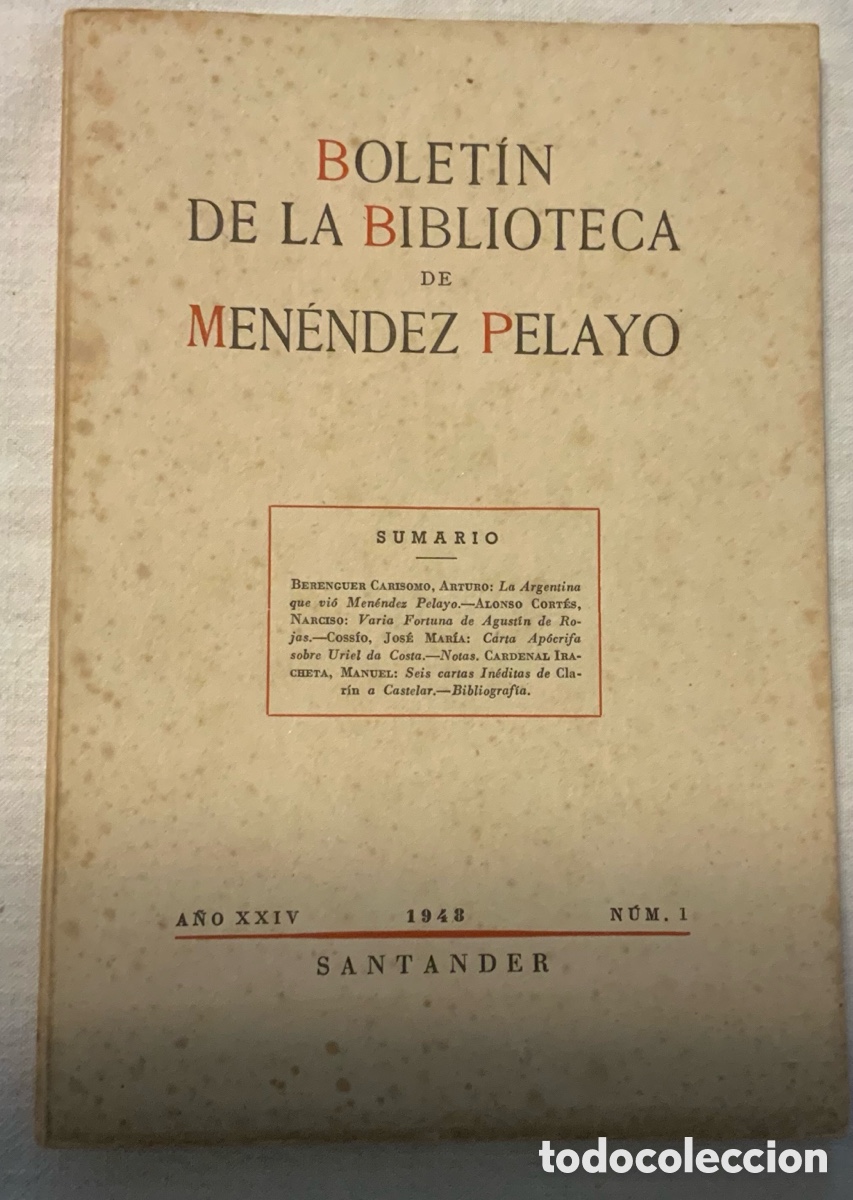 BOLETÍN
DE LA BIBLIOTECA
DE
MENÉNDEZ PELAYO
SUMARIO
BERENGUER CARISOMO, ARTURO: La Argentina
que vió Menéndez Pelayo.—ALONSO CORTÉS,
NARCISO: Varia Fortuna de Agustín de Ro-
jas.—COSSÍO, JOSÉ MARÍA: Carta Apócrifa
sobre Uriel da Costa.—Notas. CARDENAL IRA-
CHETA, MANUEL: Seis cartas Inéditas de Cla-
rín a Castelar.—Bibliografía.
AÑO XXIV 1948 NÚM. 1
SANTANDER
todocoleccion